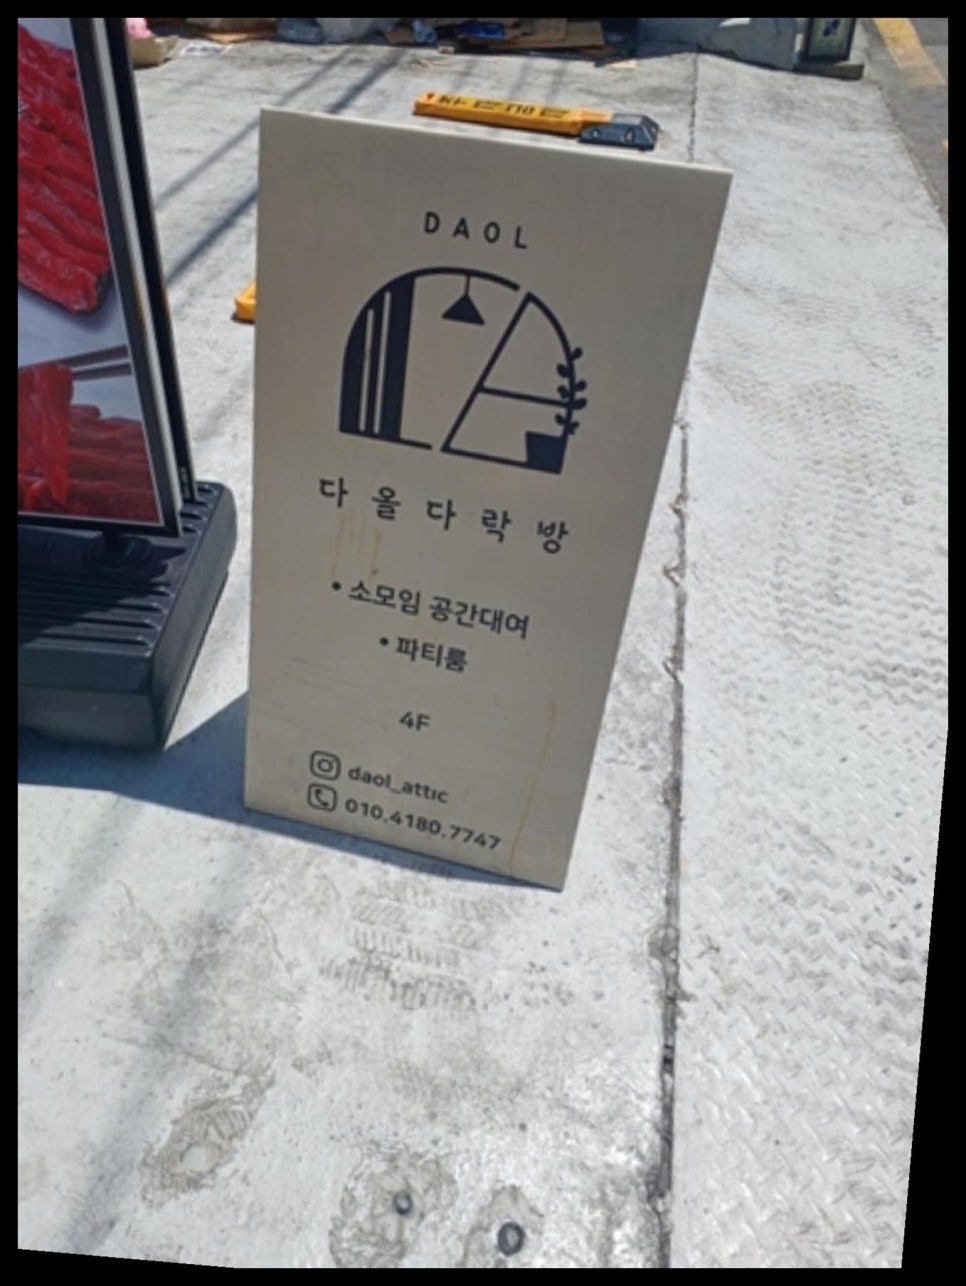 DAOL
다올다락방
• 소모임 공간대여
• 파티룸
4F
daol_attic
010.4180.7747